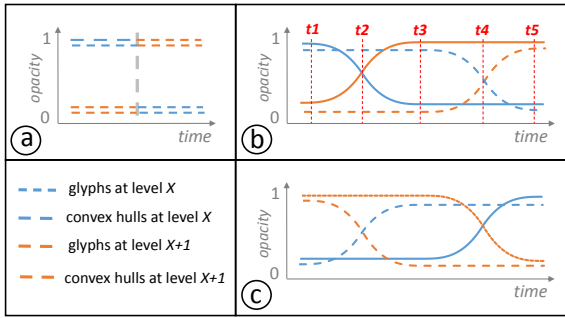 1
opacity
0
time
a
t1 t2 t3 t4 t5
1
opacity
0
time
b
glyphs at level X
convex hulls at level X
glyphs at level X+1
convex hulls at level X+1
1
opacity
0
time
c